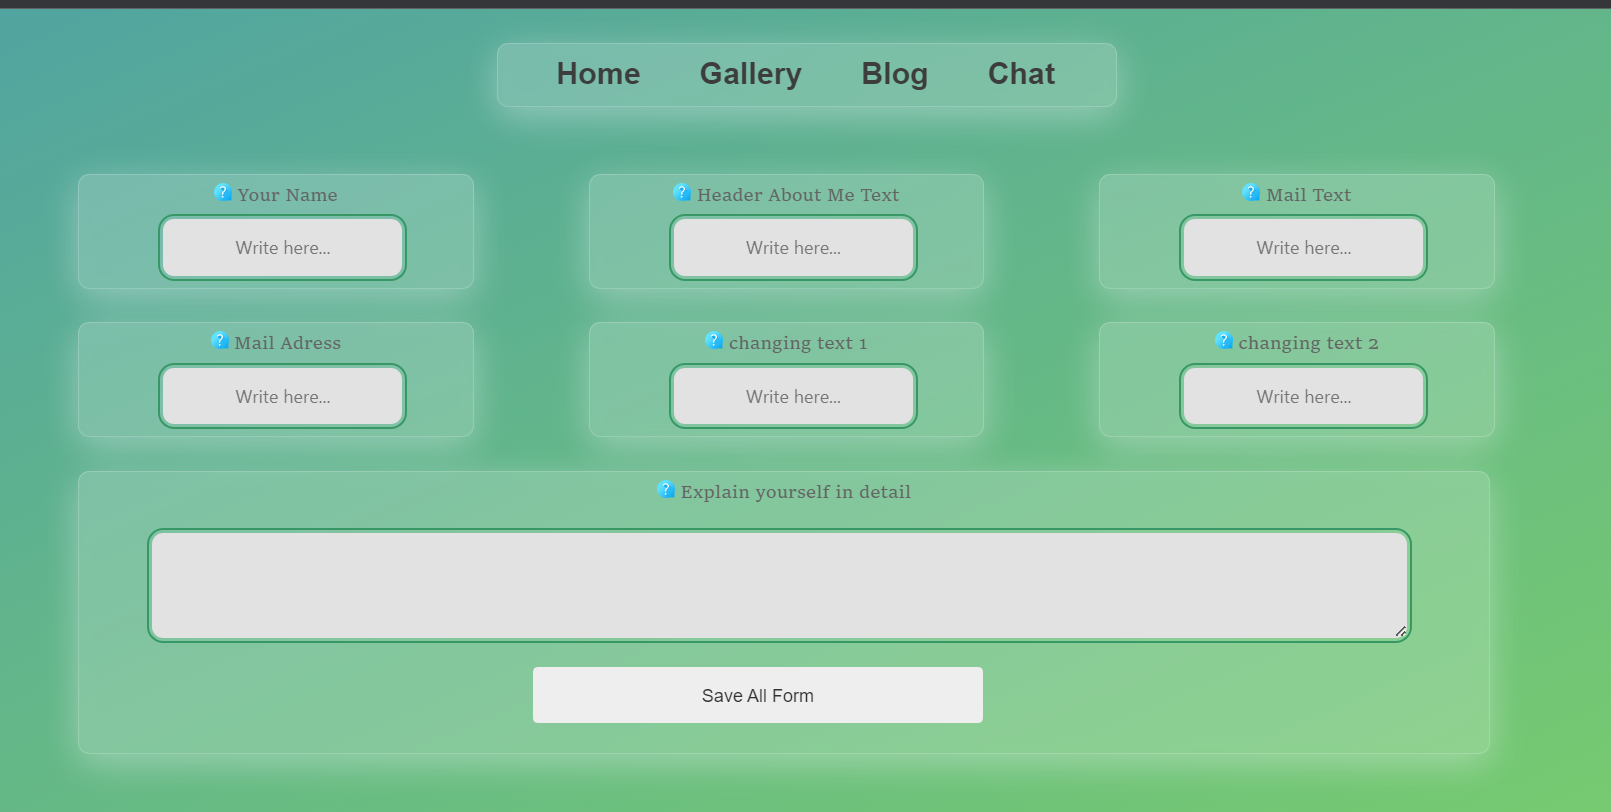 Home Gallery Blog Chat
? Your Name
Write here...
? Header About Me Text
Write here...
? Mail Text
Write here...
? Mail Adress
Write here...
? changing text 1
Write here...
? changing text 2
Write here...
? Explain yourself in detail
Save All Form